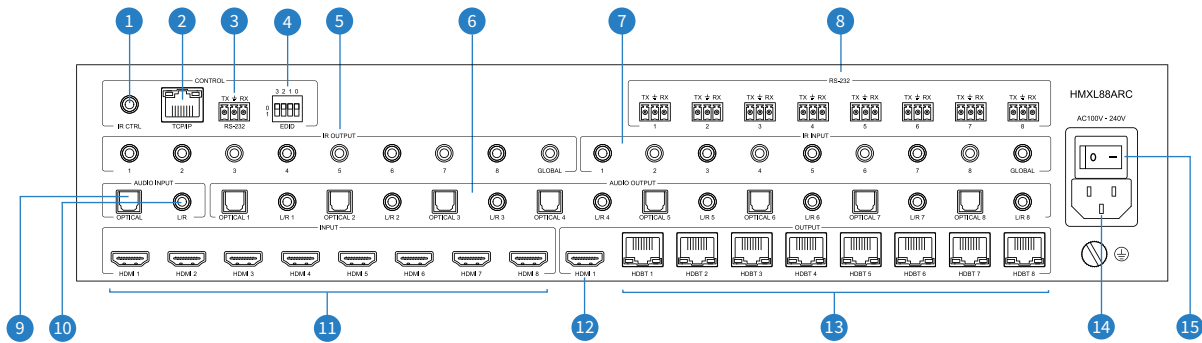 1 2 3 4 5 6 7 8
CONTROL
RS-232
3 2 1 0
TX RX
0
1
IR CTRL TCP/IP RS-232 EDID
TX RX TX RX TX RX TX RX TX RX TX RX TX RX TX RX
1 2 3 4 5 6 7 8
HMXL88ARC
AC100V - 240V
IR OUTPUT IR INPUT
1 2 3 4 5 6 7 8 GLOBAL 1 2 3 4 5 6 7 8 GLOBAL
0
15
AUDIO INPUT AUDIO OUTPUT
OPTICAL L/R OPTICAL 1 L/R 1 OPTICAL 2 L/R 2 OPTICAL 3 L/R 3 OPTICAL 4 L/R 4 OPTICAL 5 L/R 5 OPTICAL 6 L/R 6 OPTICAL 7 L/R 7 OPTICAL 8 L/R 8
INPUT OUTPUT
HDMI 1 HDMI 2 HDMI 3 HDMI 4 HDMI 5 HDMI 6 HDMI 7 HDMI 8 HDMI 1 HDBT 1 HDBT 2 HDBT 3 HDBT 4 HDBT 5 HDBT 6 HDBT 7 HDBT 8
9 10 11 12 13 14